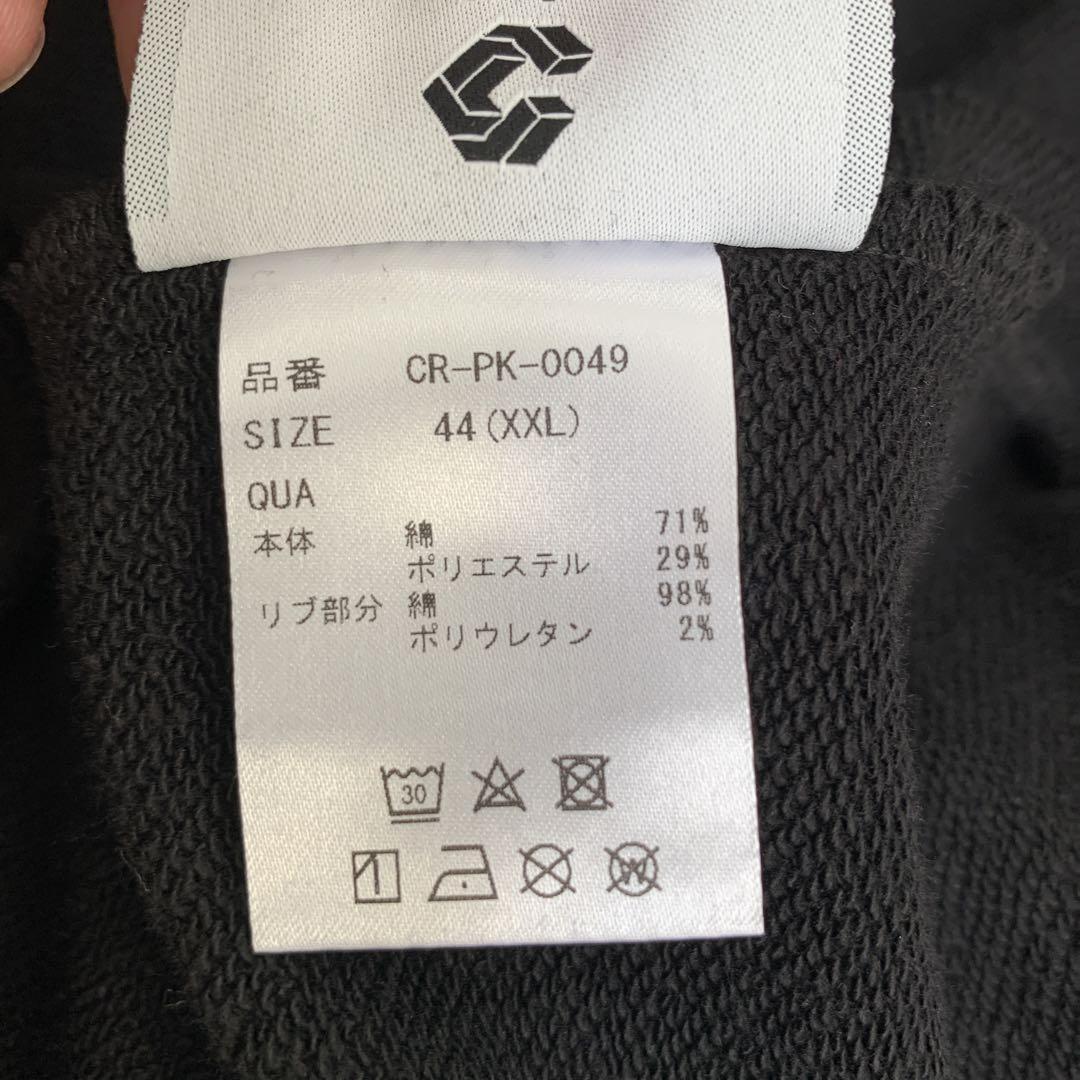 品番 CR-PK-0049
SIZE 44(XXL)
QUA
本体 綿 71%
ポリエステル 29%
リブ部分 綿 98%
ポリウレタン 2%
30
W